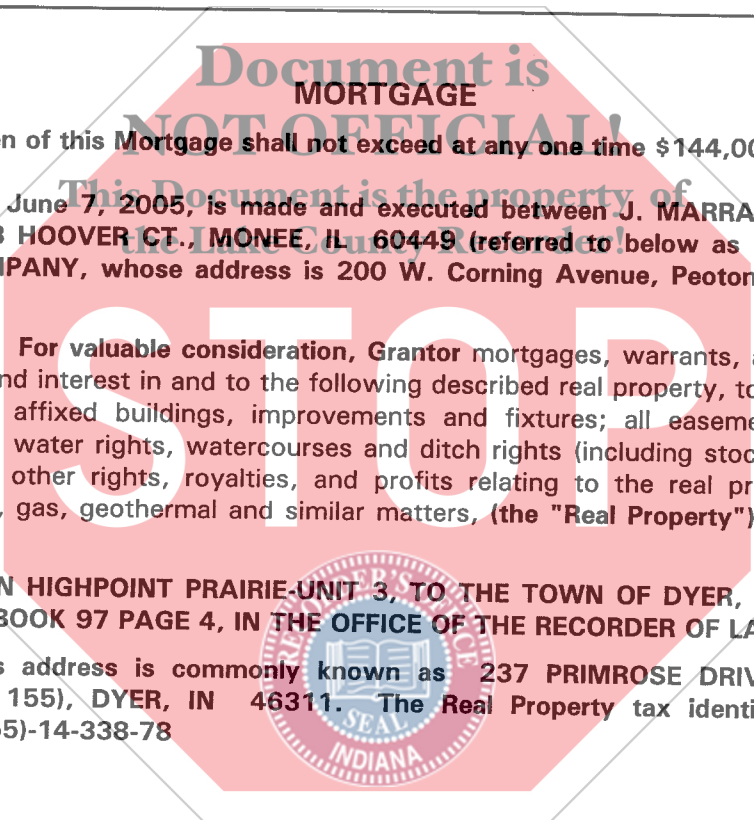 Document is
MORTGAGE
NOT OFFICIAL!
en of this Mortgage shall not exceed at any one time $144,00
This Document is the property of
June 7, 2005, is made and executed between J. MARRA
the Lake County Recorder!
HOOVER CT., MONEE, IL 60449 (referred to below as
MPANY, whose address is 200 W. Corning Avenue, Peoton
STOP
For valuable consideration, Grantor mortgages, warrants,
nd interest in and to the following described real property, to
affixed buildings, improvements and fixtures; all easeme
water rights, watercourses and ditch rights (including stoc
other rights, royalties, and profits relating to the real pr
, gas, geothermal and similar matters, (the "Real Property")
N HIGHPOINT PRAIRIE-UNIT 3, TO THE TOWN OF DYER,
BOOK 97 PAGE 4, IN THE OFFICE OF THE RECORDER OF LA
s address is commonly known as 237 PRIMROSE DRIV
155), DYER, IN 46311. The Real Property tax identi
5)-14-338-78
RECORDER'S OFFICE
SEAL
INDIANA